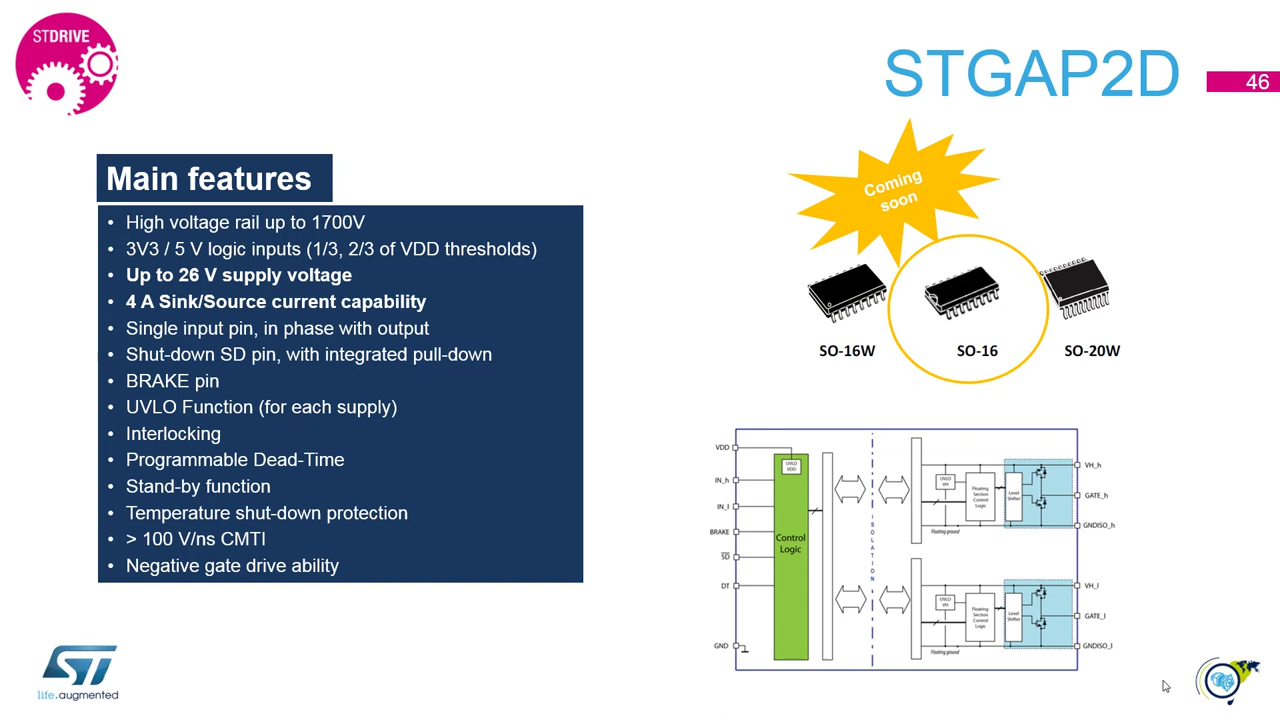 STDRIVE
STGAP2D
46
Main features
• High voltage rail up to 1700V
• 3V3 / 5 V logic inputs (1/3, 2/3 of VDD thresholds)
• Up to 26 V supply voltage
• 4 A Sink/Source current capability
• Single input pin, in phase with output
• Shut-down SD pin, with integrated pull-down
• BRAKE pin
• UVLO Function (for each supply)
• Interlocking
• Programmable Dead-Time
• Stand-by function
• Temperature shut-down protection
• > 100 V/ns CMTI
• Negative gate drive ability
Coming
soon
SO-16W
SO-16
SO-20W
VDD
IN_h
IN_l
BRAKE
SD
DT
GND
UVLO
VDD
Control
Logic
ISOLATION
UVLO
VH
Floating
Section
Control
Logic
Level
Shifter
Floating ground
VH_h
GATE_h
GNDISO_h
UVLO
VH
Floating
Section
Control
Logic
Level
Shifter
Floating ground
VH_l
GATE_l
GNDISO_l
ST
life.augmented